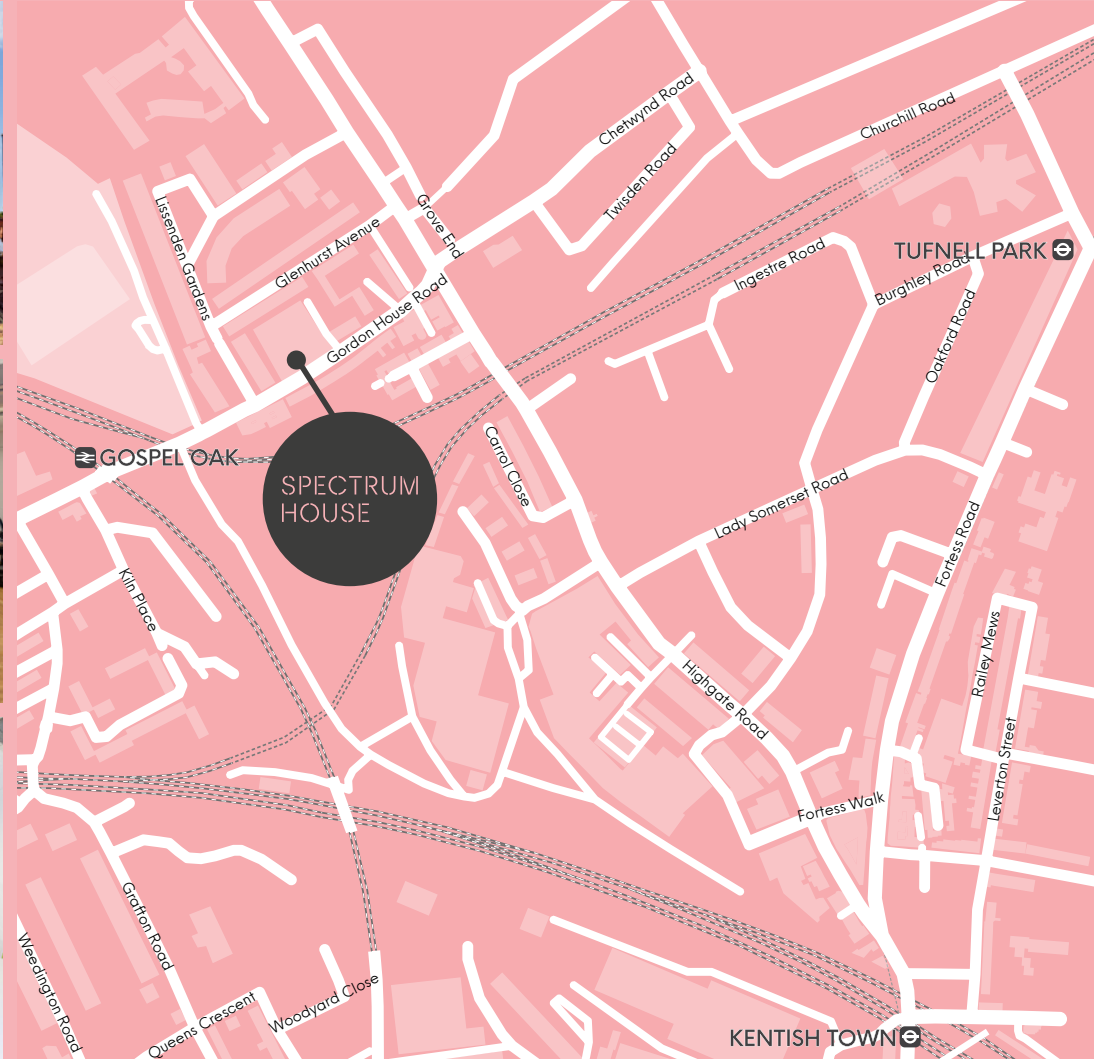 Chetwynd Road
Churchill Road
Twisden Road
Grove End
Lissenden Gardens
Glenhurst Avenue
TUFNELL PARK
Ingestre Road
Burghley Road
Gordon House Road
Oakford Road
GOSPEL OAK
SPECTRUM
HOUSE
Carrol Close
Lady Somerset Road
Fortess Road
Kiln Place
Railey Mews
Highgate Road
Leverton Street
Fortess Walk
Grafton Road
Weedington Road
Queens Crescent
Woodyard Close
KENTISH TOWN